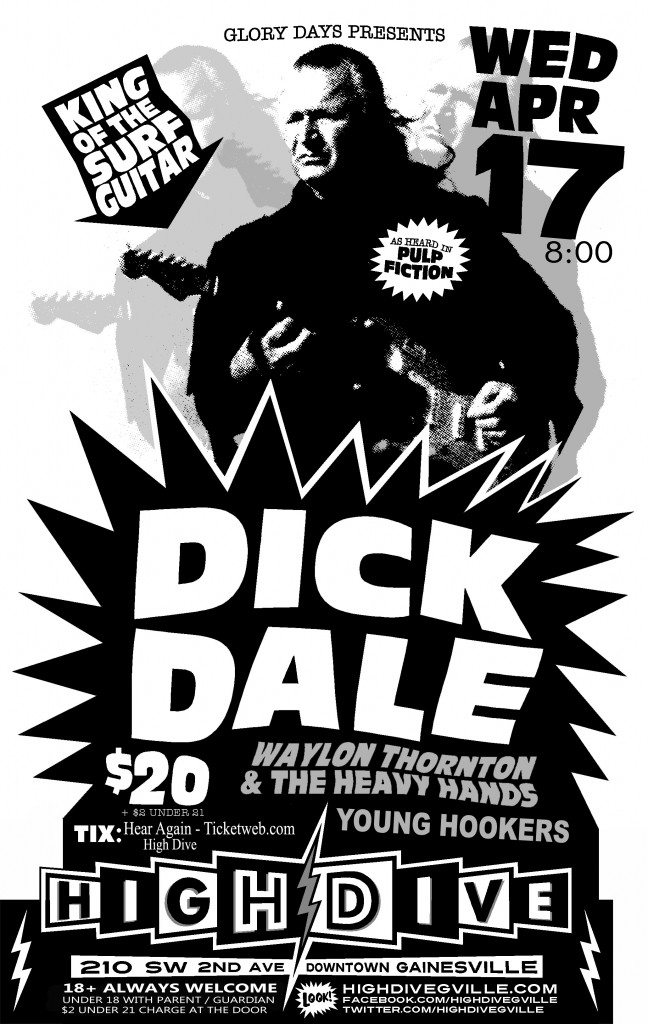 GLORY DAYS PRESENTS
WED
APR
17
8:00
KING
OF THE
SURF
GUITAR
AS HEARD IN
PULP
FICTION
DICK
DALE
$20
+ $2 UNDER 21
WAYLON THORNTON
& THE HEAVY HANDS
YOUNG HOOKERS
TIX: Hear Again - Ticketweb.com
High Dive
HIGH DIVE
210 SW 2ND AVE DOWNTOWN GAINESVILLE
18+ ALWAYS WELCOME
UNDER 18 WITH PARENT / GUARDIAN
$2 UNDER 21 CHARGE AT THE DOOR
LOOK!
HIGHDIVEGVILLE.COM
FACEBOOK.COM/HIGHDIVEGVILLE
TWITTER.COM/HIGHDIVEGVILLE